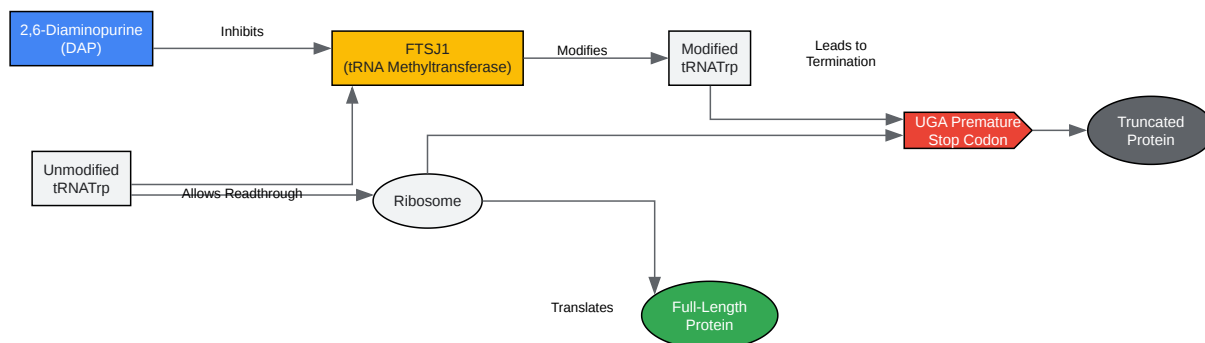 2,6-Diaminopurine
(DAP)
Inhibits
FTSJ1
(tRNA Methyltransferase)
Modifies
Modified
tRNATrp
Leads to
Termination
UGA Premature
Stop Codon
Truncated
Protein
Unmodified
tRNATrp
Allows Readthrough
Ribosome
Translates
Full-Length
Protein